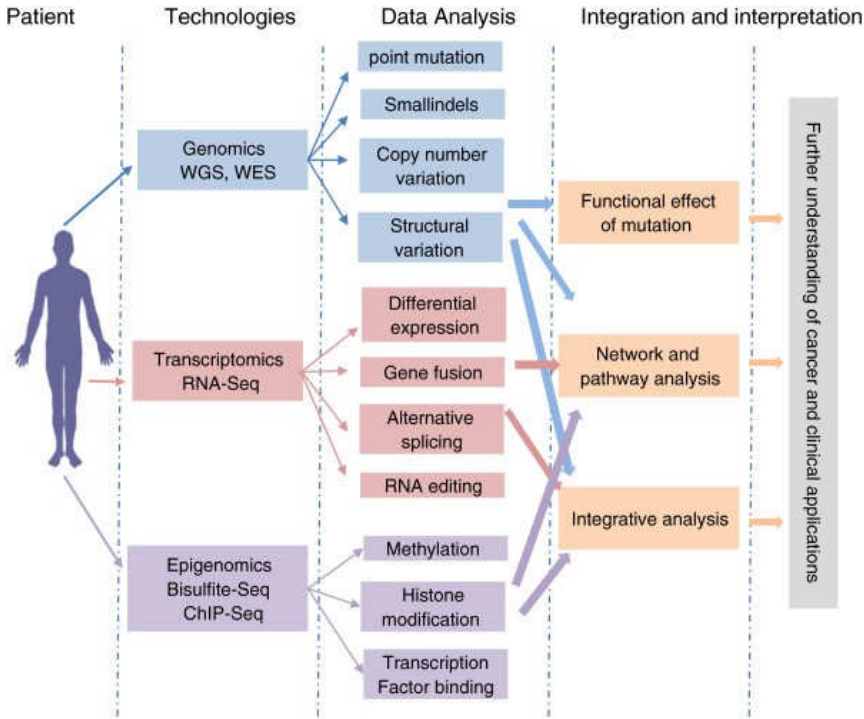 Patient
Technologies
Data Analysis
Integration and interpretation
point mutation
Smallindels
Genomics
WGS, WES
Copy number
variation
Structural
variation
Functional effect
of mutation
Differential
expression
Transcriptomics
RNA-Seq
Gene fusion
Network and
pathway analysis
Alternative
splicing
RNA editing
Integrative analysis
Methylation
Epigenomics
Bisulfite-Seq
ChIP-Seq
Histone
modification
Transcription
Factor binding
Further understanding of cancer and clinical applications